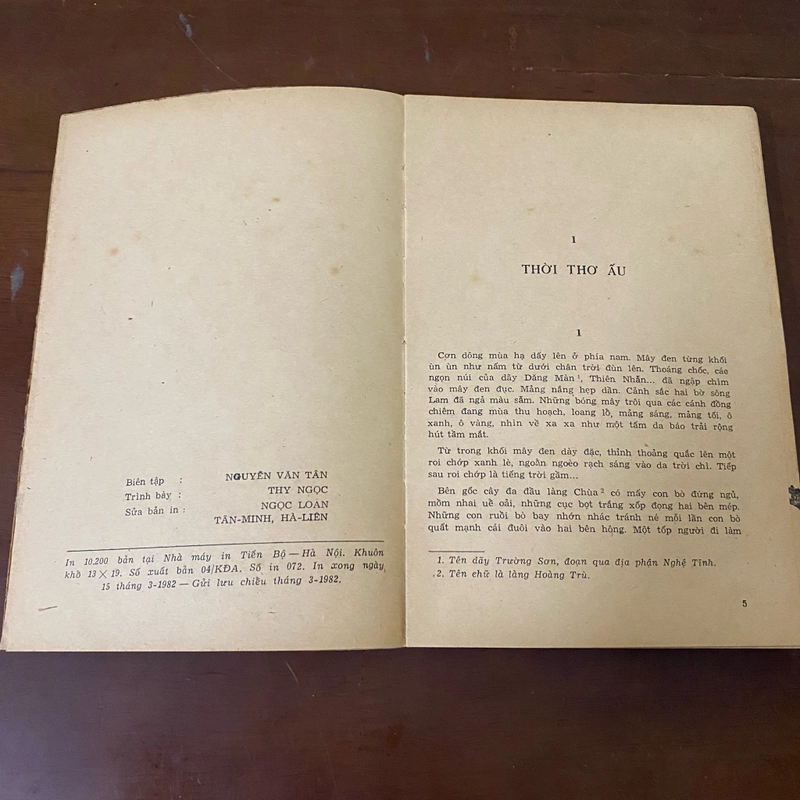 Biên tập : NGUYỄN VĂN TÂN
Trình bày : THY NGỌC
Sửa bản in : NGỌC LOAN
TÂN-MINH, HÀ-LIÊN
In 10.200 bản tại Nhà máy in Tiến Bộ — Hà Nội. Khuôn
khổ 13 × 19. Số xuất bản 04/KĐA. Số in 072. In xong ngày
15 tháng 3-1982 — Gửi lưu chiểu tháng 3-1982.
1
THỜI THƠ ẤU
1
Cơn dông mùa hạ dấy lên ở phía nam. Mây đen từng khối
ùn ùn như nấm từ dưới chân trời đùn lên. Thoáng chốc, các
ngọn núi của dãy Dăng Màn ¹, Thiên Nhẫn... đã ngập chìm
vào mây đen đục. Mảng nắng hẹp dần. Cảnh sắc hai bờ sông
Lam đã ngả màu sẫm. Những bóng mây trôi qua các cánh đồng
chiêm đang mùa thu hoạch, loang lổ, mảng sáng, mảng tối, ô
xanh, ô vàng, nhìn về xa xa như một tấm da báo trải rộng
hút tầm mắt.
Từ trong khối mây đen dày đặc, thỉnh thoảng quắc lên một
roi chớp xanh lè, ngoằn ngoèo rạch sáng vào da trời chì. Tiếp
sau roi chớp là tiếng trời gầm...
Bên gốc cây đa đầu làng Chùa ² có mấy con bò đứng ngủ,
mồm nhai uể oải, những cục bọt trắng xốp đọng hai bên mép.
Những con ruồi bò bay nhớn nhác tránh né mỗi lần con bò
quất mạnh cái đuôi vào hai bên hông. Một tốp người đi làm
1. Tên dãy Trường Sơn, đoạn qua địa phận Nghệ Tĩnh.
2. Tên chữ là làng Hoàng Trù.
5